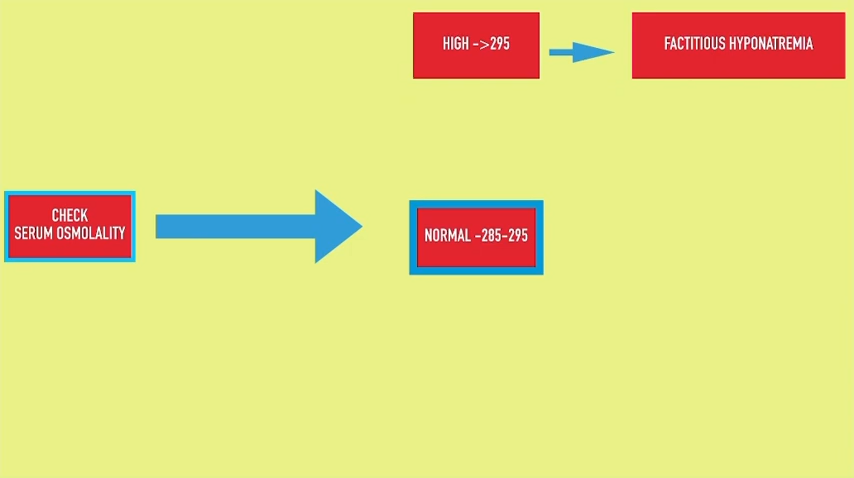 HIGH ->295
FACTITIOUS HYPONATREMIA
CHECK
SERUM OSMOLALITY
NORMAL -285-295